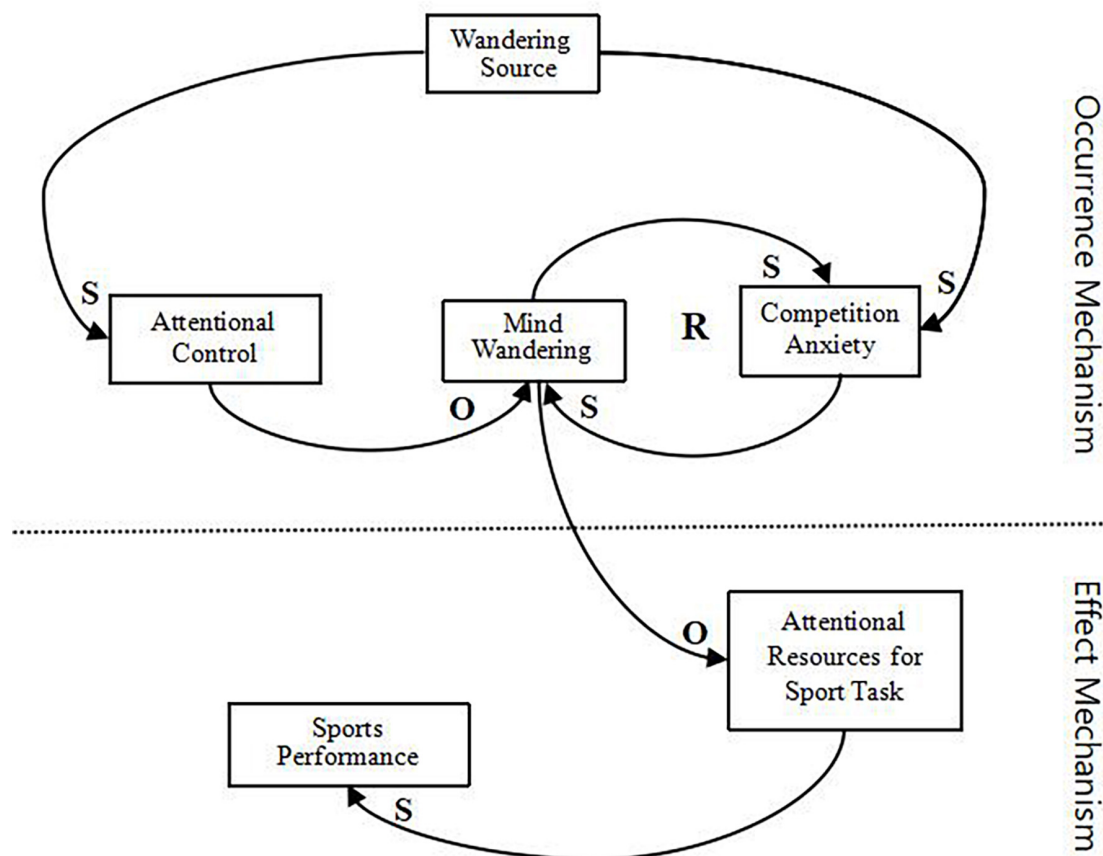 Wandering
Source
Occurrence Mechanism
S
S
S
Attentional
Control
Mind
Wandering
R
Competition
Anxiety
O
S
Effect Mechanism
O
Attentional
Resources for
Sport Task
Sports
Performance
S